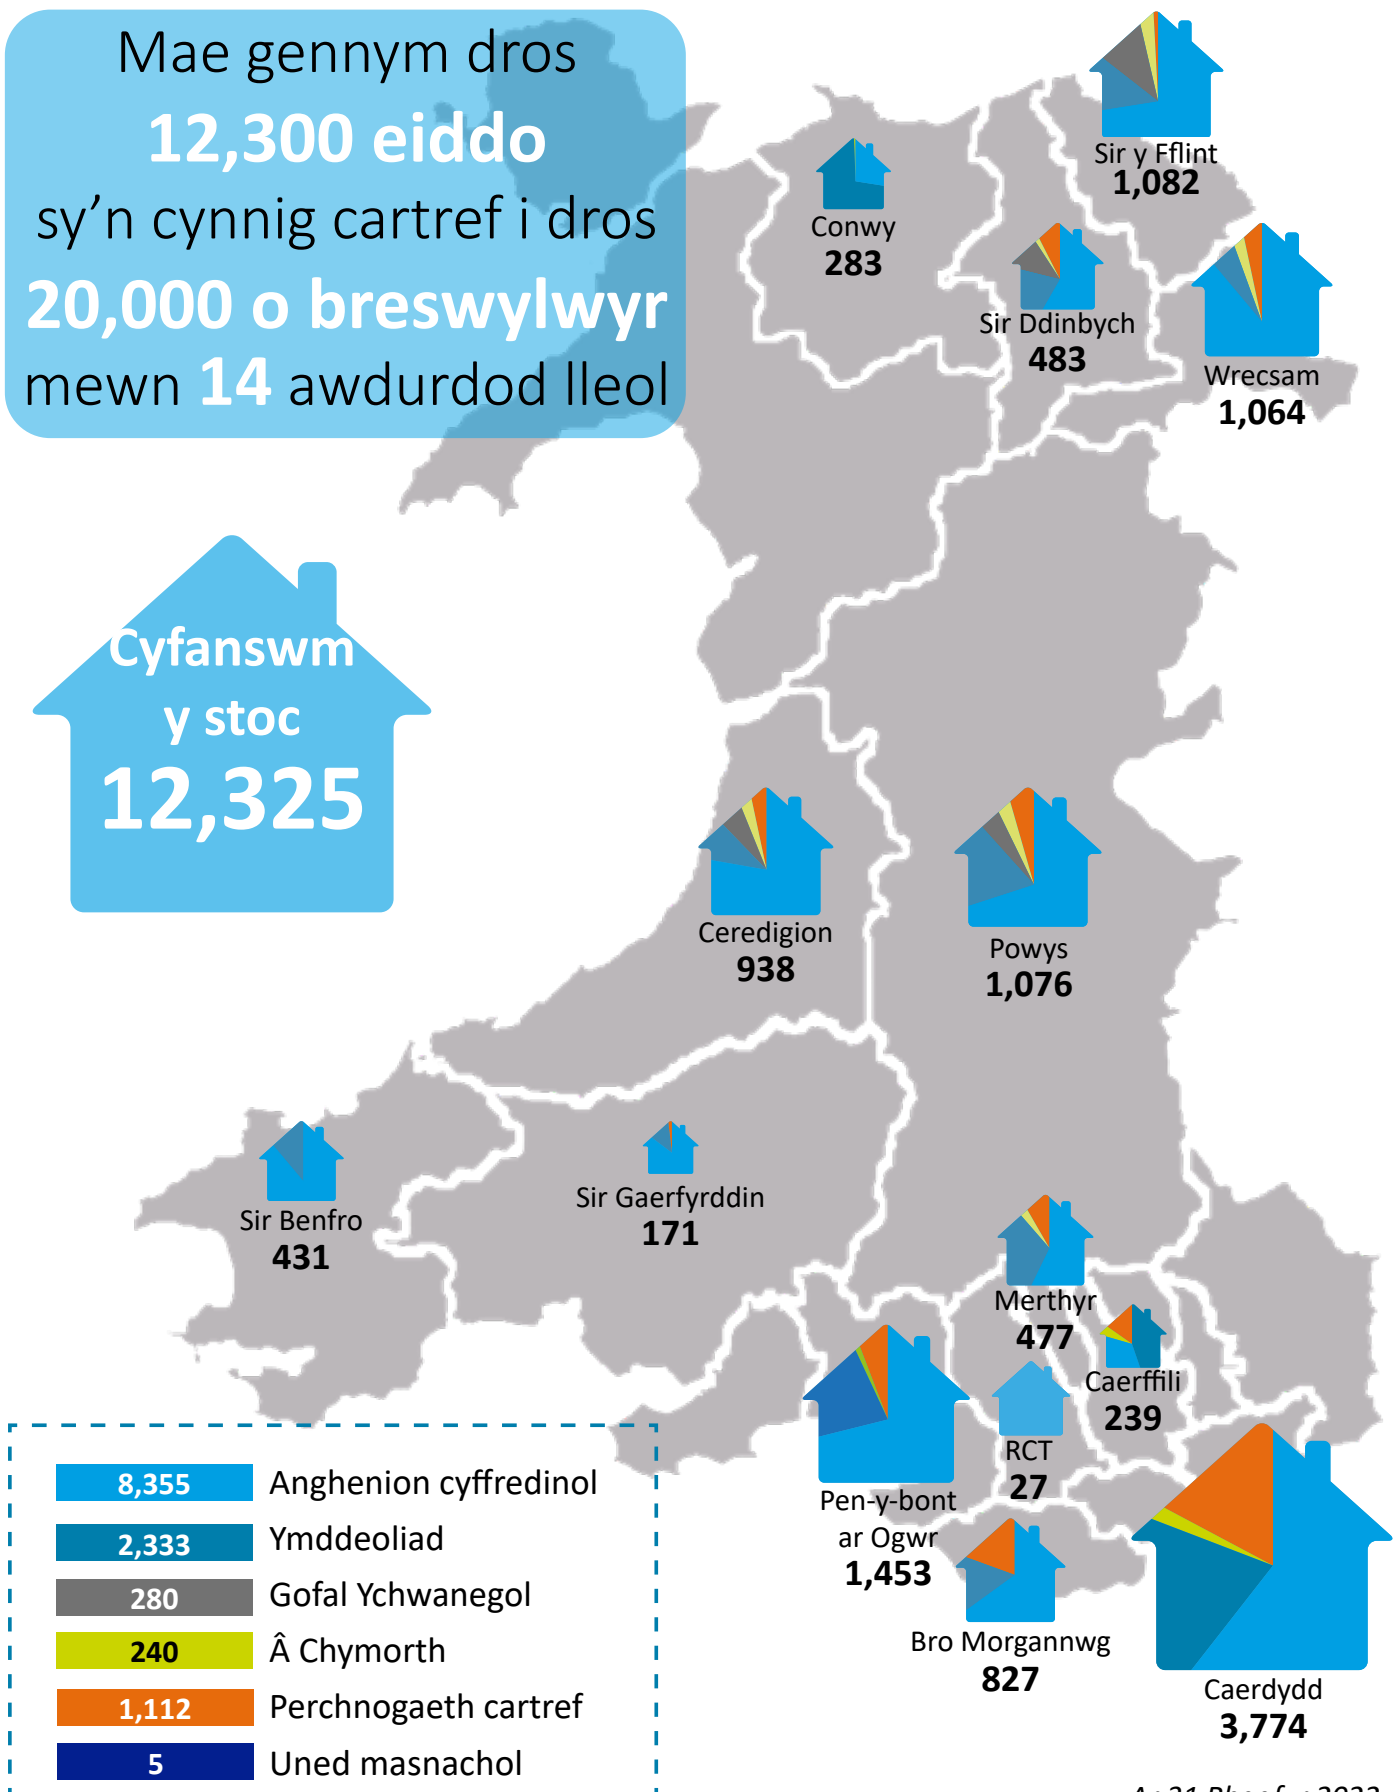 Mae gennym dros
12,300 eiddo
sy'n cynnig cartref i dros
20,000 o breswylwyr
mewn 14 awdurdod lleol
Sir y Fflint
1,082
Conwy
283
Sir Ddinbych
483
Wrecsam
1,064
Cyfanswm
y stoc
12,325
Ceredigion
938
Powys
1,076
Sir Benfro
431
Sir Gaerfyrddin
171
Merthyr
477
Caerffili
239
RCT
27
Pen-y-bont
ar Ogwr
1,453
Bro Morgannwg
827
Caerdydd
3,774
8,355 Anghenion cyffredinol
2,333 Ymddeoliad
280 Gofal Ychwanegol
240 Â Chymorth
1,112 Perchnogaeth cartref
5 Uned masnachol